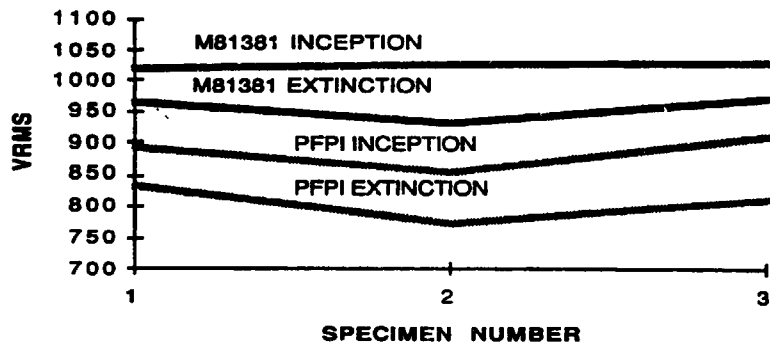 1100
1050
1000
950
900
850
800
750
700
VRMS
M81381 INCEPTION
M81381 EXTINCTION
PFPI INCEPTION
PFPI EXTINCTION
1 2 3
SPECIMEN NUMBER